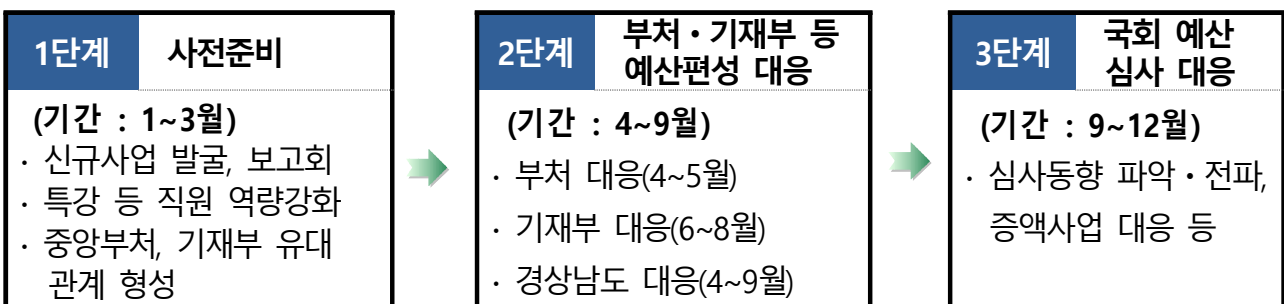 1단계 사전준비
(기간 : 1~3월)
· 신규사업 발굴, 보고회
· 특강 등 직원 역량강화
· 중앙부처, 기재부 유대
관계 형성
2단계 부처・기재부 등
예산편성 대응
(기간 : 4~9월)
· 부처 대응(4~5월)
· 기재부 대응(6~8월)
· 경상남도 대응(4~9월)
3단계 국회 예산
심사 대응
(기간 : 9~12월)
· 심사동향 파악・전파,
증액사업 대응 등